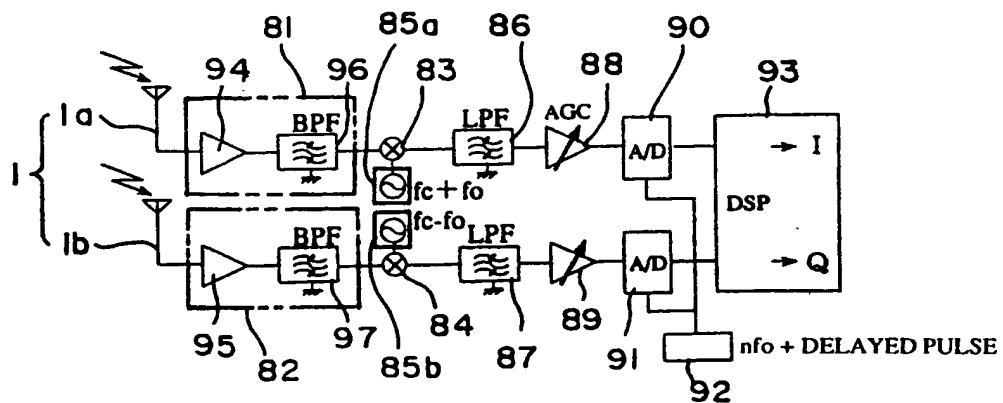 81
85a
86
90
94
96
83
88
93
1a
BPF
LPF
AGC
A/D
I
fc+fo
1
fc-fo
DSP
BPF
LPF
A/D
Q
1b
95
82
97
85b
84
87
89
91
92
nfo + DELAYED PULSE